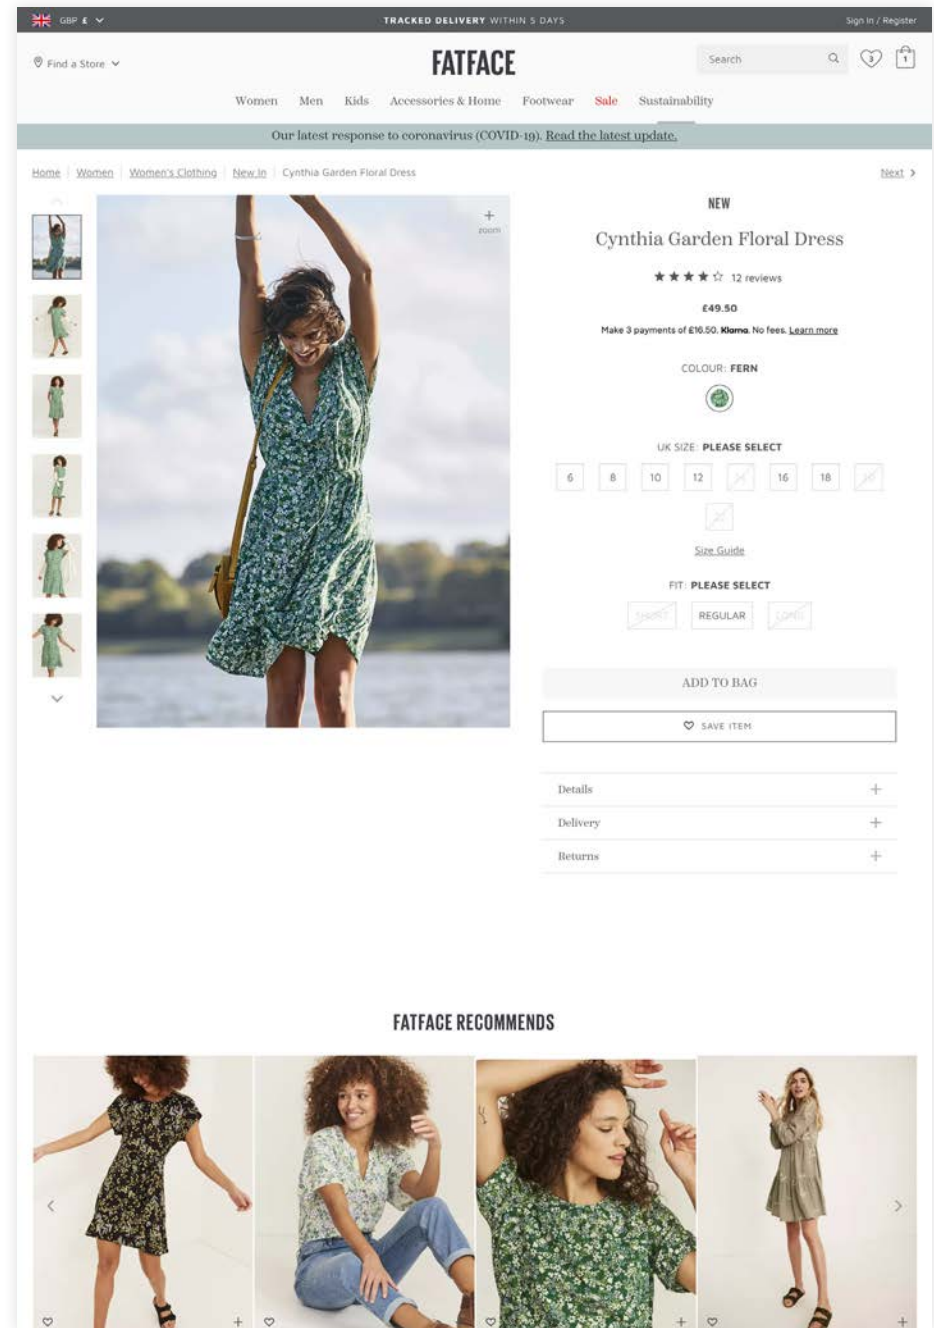 GBP £
TRACKED DELIVERY WITHIN 5 DAYS
Sign In / Register
Find a Store
FATFACE
Search
3
1
Women Men Kids Accessories & Home Footwear Sale Sustainability
Our latest response to coronavirus (COVID-19). Read the latest update.
Home Women Women's Clothing New In Cynthia Garden Floral Dress
Next
zoom
NEW
Cynthia Garden Floral Dress
12 reviews
£49.50
Make 3 payments of £16.50. Klarna. No fees. Learn more
COLOUR: FERN
UK SIZE: PLEASE SELECT
6 8 10 12 16 18
Size Guide
FIT: PLEASE SELECT
REGULAR
ADD TO BAG
SAVE ITEM
Details
Delivery
Returns
FATFACE RECOMMENDS